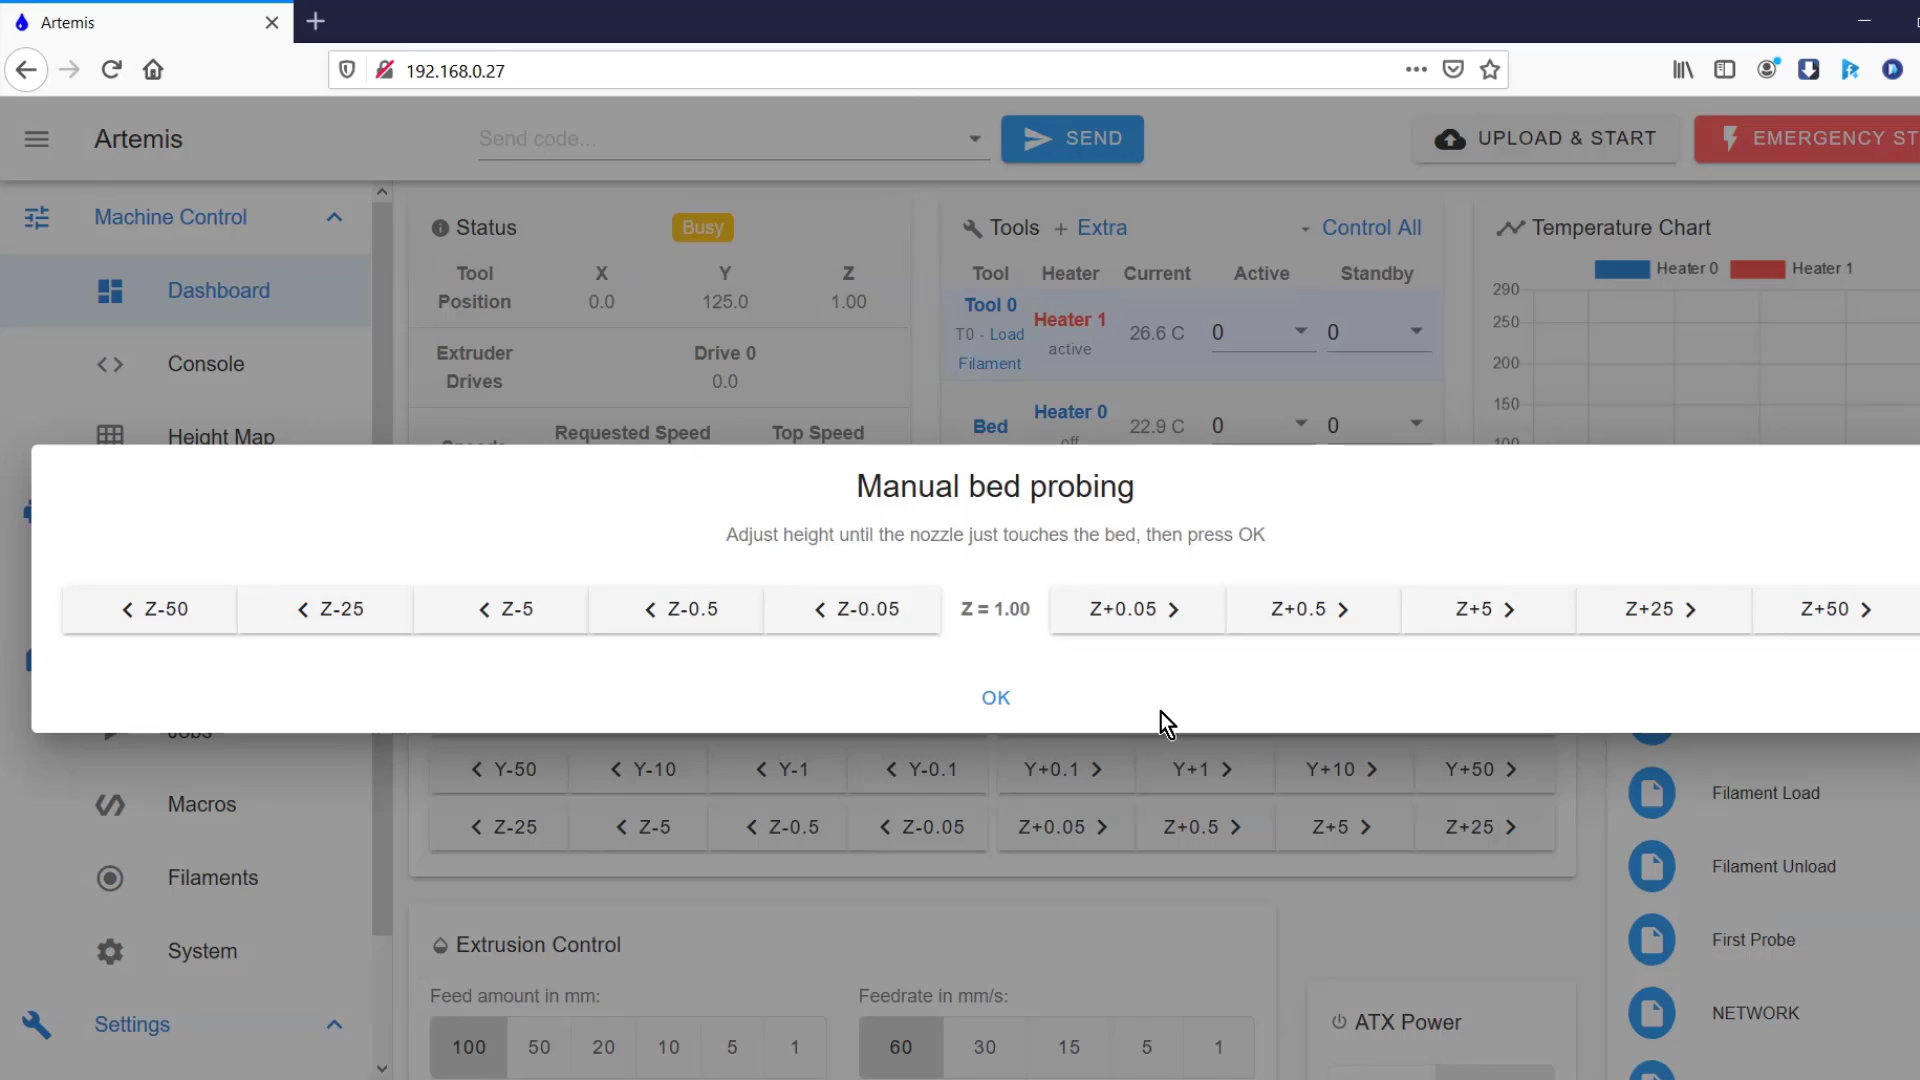 Artemis
192.168.0.27
Artemis
Send code...
SEND
UPLOAD & START
EMERGENCY ST
Machine Control
Dashboard
Console
Height Map
Jobs
Macros
Filaments
System
Settings
Status
Busy
Tool Position
X
Y
Z
0.0
125.0
1.00
Extruder Drives
Drive 0
0.0
Requested Speed
Top Speed
Tools + Extra
Control All
Tool
Heater
Current
Active
Standby
Tool 0
T0 - Load Filament
Heater 1
active
26.6 C
0
0
Bed
Heater 0
off
22.9 C
0
0
Temperature Chart
Heater 0
Heater 1
290
250
200
150
100
Manual bed probing
Adjust height until the nozzle just touches the bed, then press OK
Z-50
Z-25
Z-5
Z-0.5
Z-0.05
Z = 1.00
Z+0.05
Z+0.5
Z+5
Z+25
Z+50
OK
Y-50
Y-10
Y-1
Y-0.1
Y+0.1
Y+1
Y+10
Y+50
Z-25
Z-5
Z-0.5
Z-0.05
Z+0.05
Z+0.5
Z+5
Z+25
Extrusion Control
Feed amount in mm:
100
50
20
10
5
1
Feedrate in mm/s:
60
30
15
5
1
ATX Power
Filament Load
Filament Unload
First Probe
NETWORK